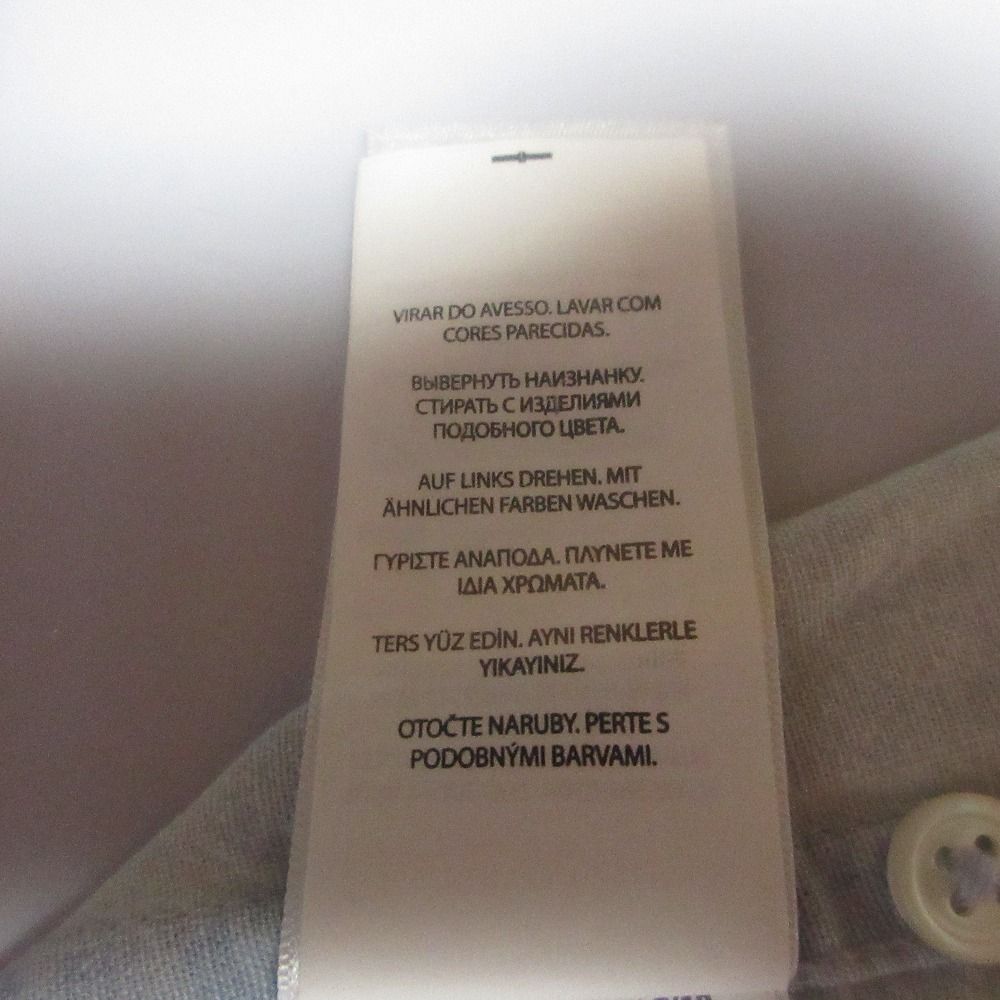 VIRAR DO AVESSO. LAVAR COM
CORES PARECIDAS.
ВЫВЕРНУТЬ НАИЗНАНКУ.
СТИРАТЬ С ИЗДЕЛИЯМИ
ПОДОБНОГО ЦВЕТА.
AUF LINKS DREHEN. MIT
ÄHNLICHEN FARBEN WASCHEN.
ΓΥΡΙΣΤΕ ΑΝΑΠΟΔΑ. ΠΛΥΝΕΤΕ ΜΕ
ΙΔΙΑ ΧΡΩΜΑΤΑ.
TERS YÜZ EDİN. AYNI RENKLERLE
YIKAYINIZ.
OTOČTE NARUBY. PERTE S
PODOBNÝMI BARVAMI.